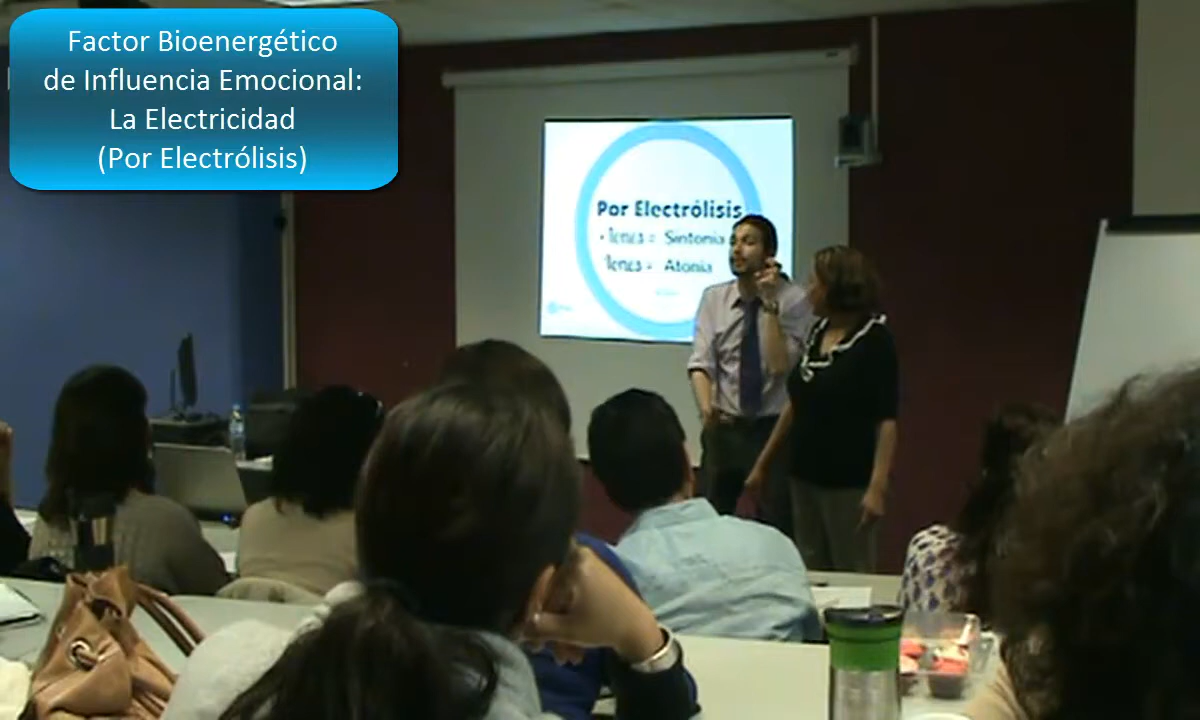 Factor Bioenergético
de Influencia Emocional:
La Electricidad
(Por Electrólisis)
Por Electrólisis
Sintonía
Atonía